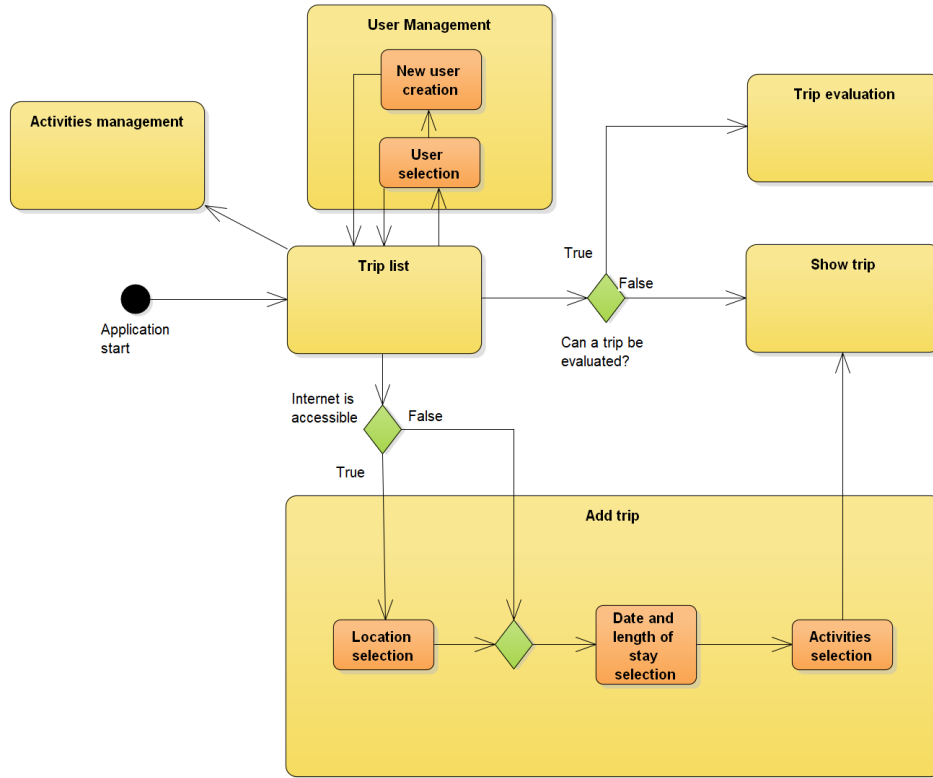 User Management
New user
creation
User
selection
Activities management
Trip evaluation
Trip list
Application
start
True
False
Can a trip be
evaluated?
Show trip
Internet is
accessible
False
True
Add trip
Location
selection
Date and
length of
stay
selection
Activities
selection